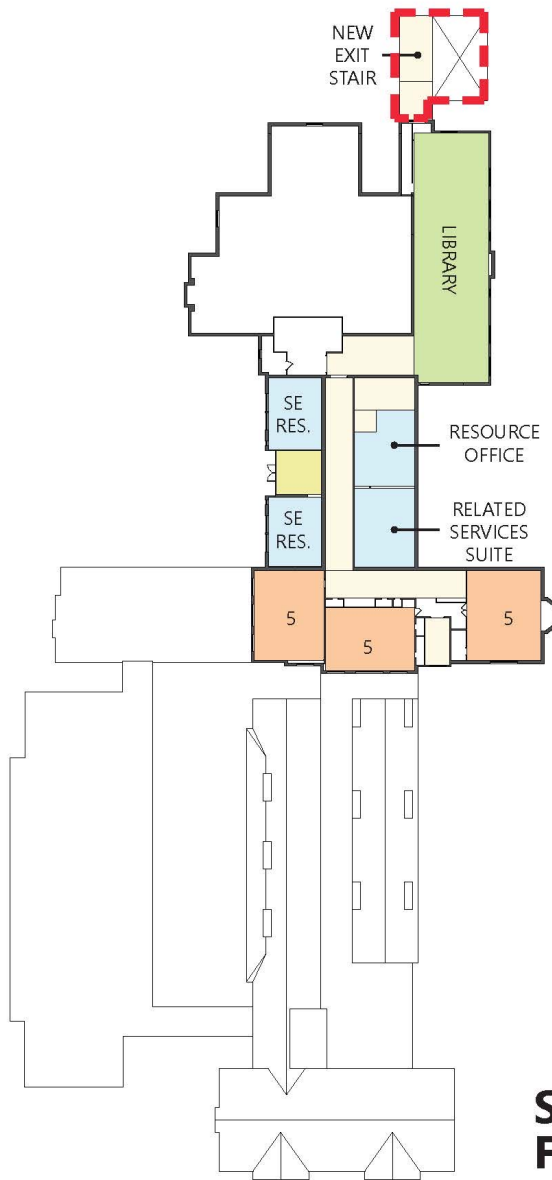 NEW
EXIT
STAIR
LIBRARY
SE
RES.
RESOURCE
OFFICE
SE
RES.
RELATED
SERVICES
SUITE
5
5
5
S
F